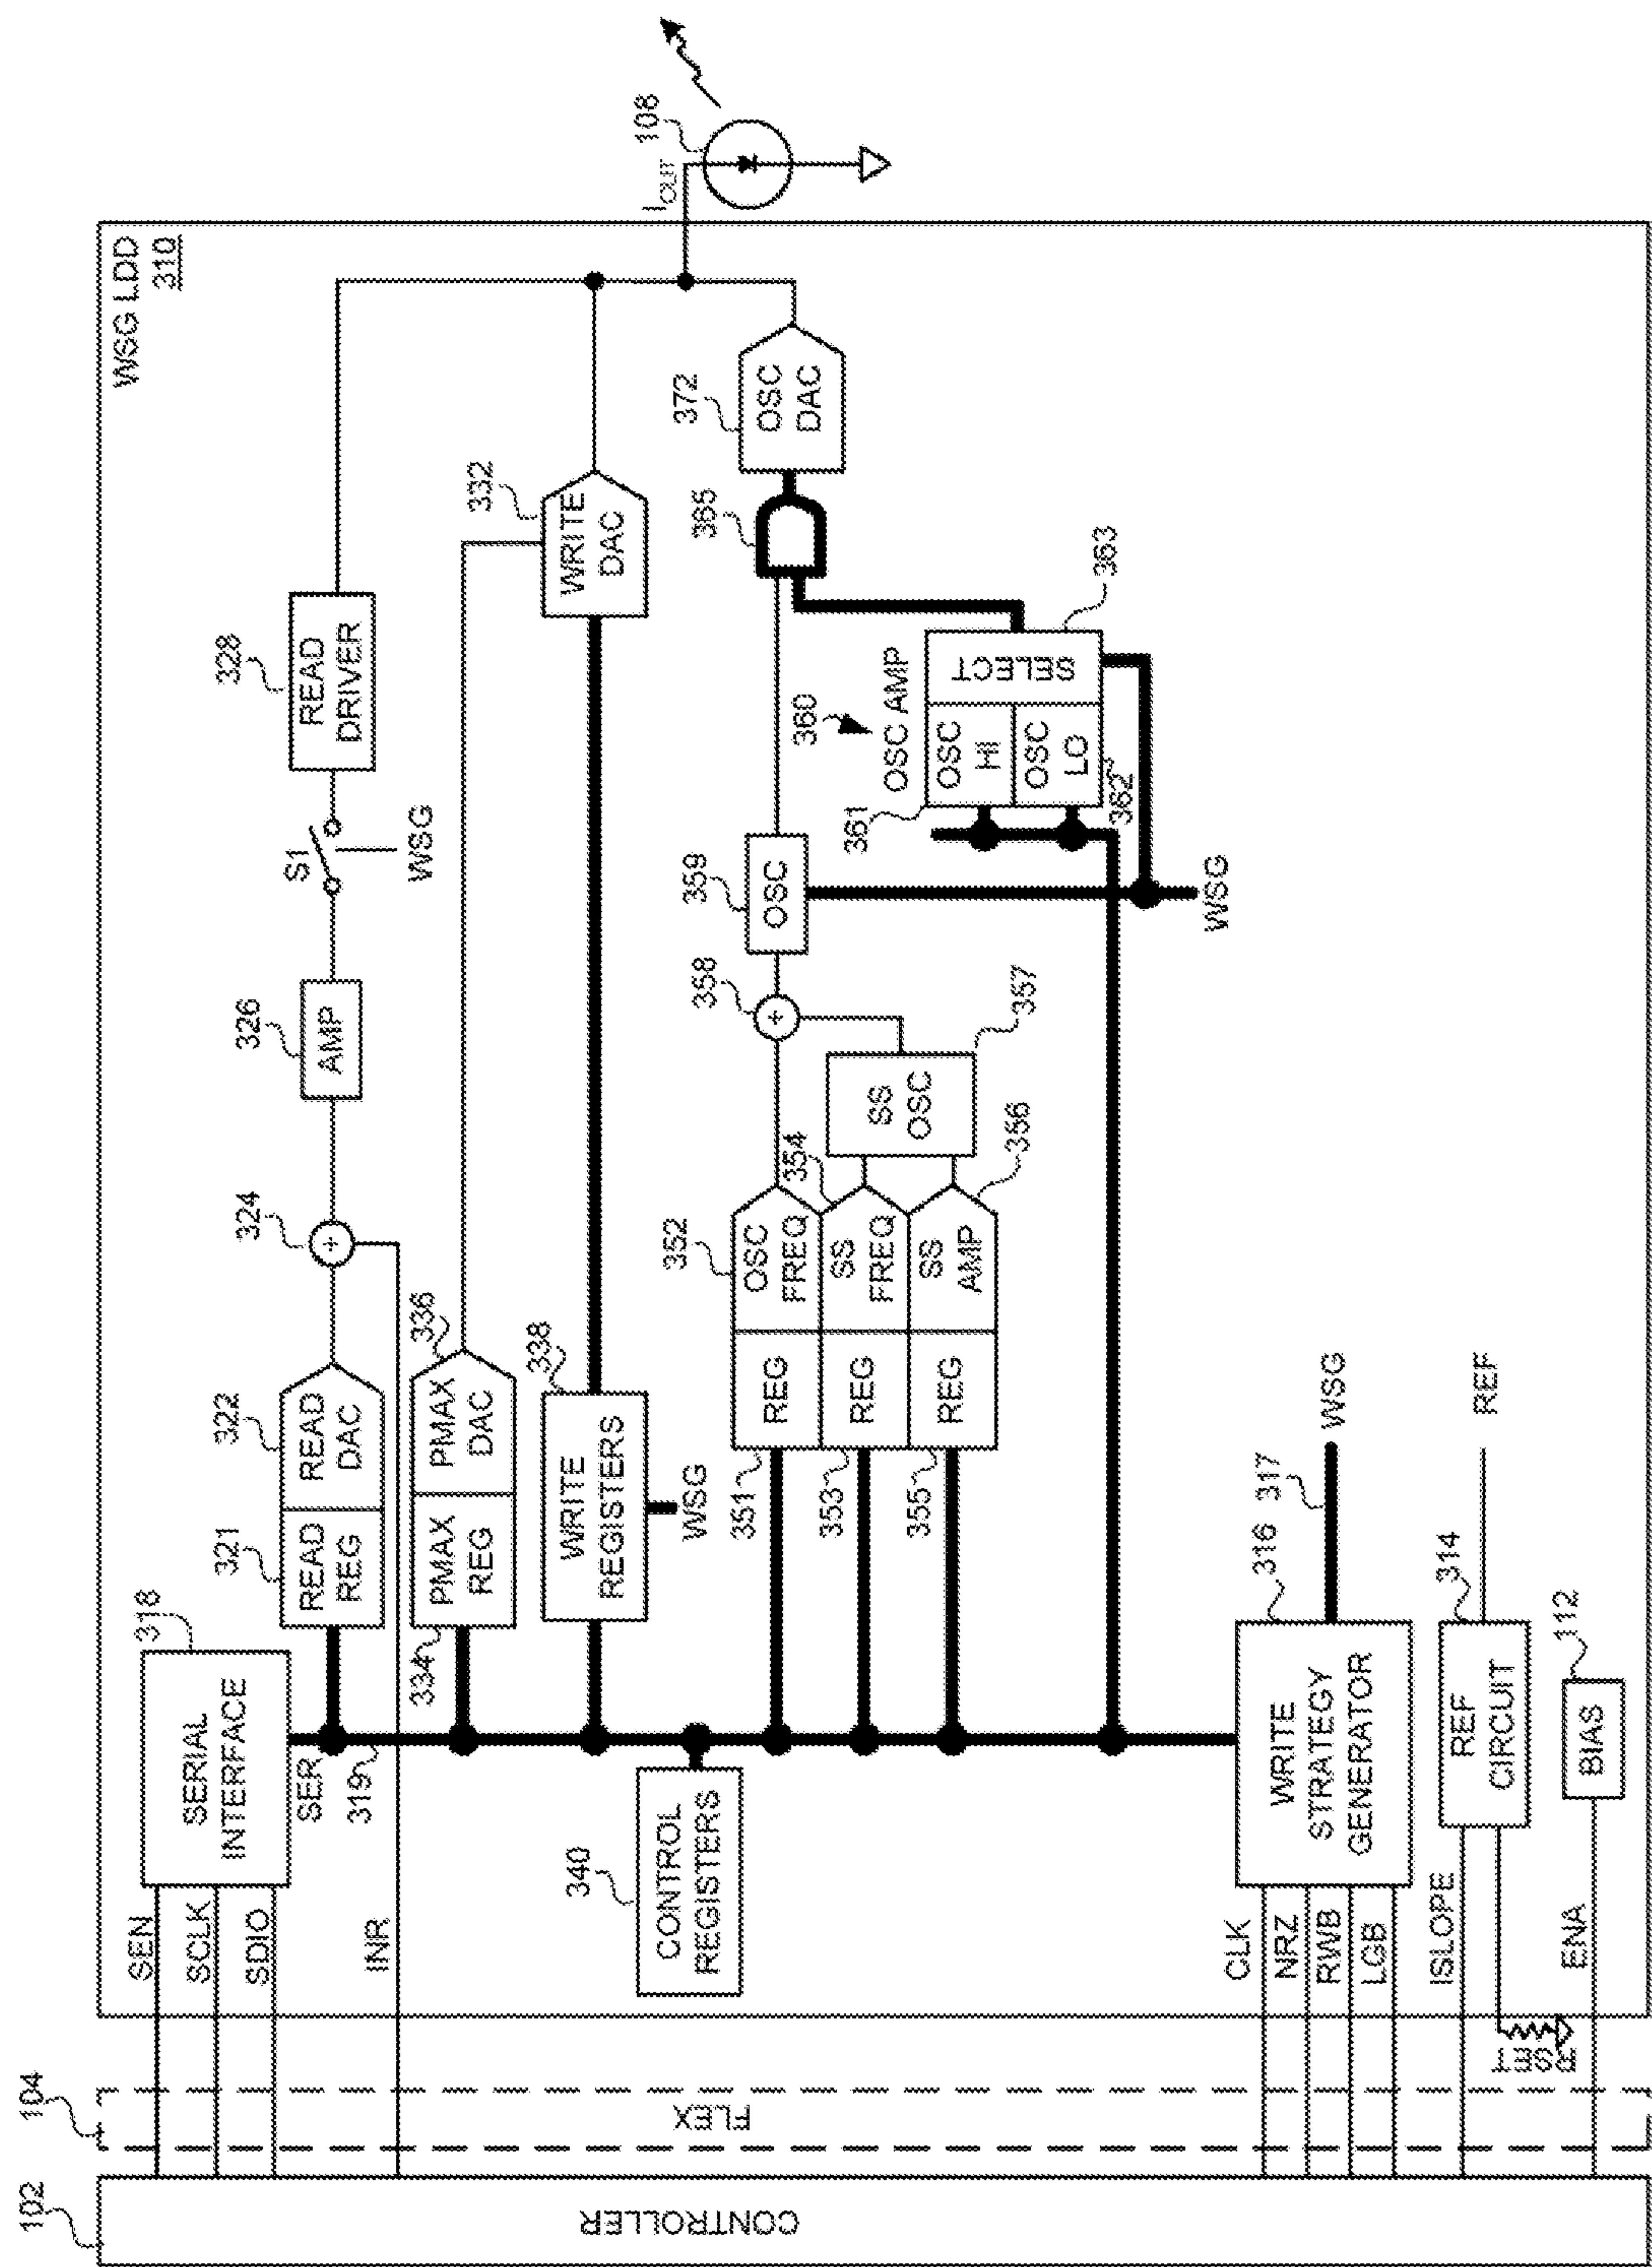 WSG LDD
310
102
CONTROLLER
104
FLEX
SEN
SCLK
SDIO
INR
318
SERIAL
INTERFACE
SER
319
321
READ
REG
322
READ
DAC
324
+
326
AMP
S1
WSG
328
READ
DRIVER
334
PMAX
REG
336
PMAX
DAC
338
WRITE
REGISTERS
WSG
332
WRITE
DAC
IOUT
108
340
CONTROL
REGISTERS
351
REG
352
OSC
FREQ
353
REG
354
SS
FREQ
355
REG
356
SS
AMP
357
SS
OSC
358
+
359
OSC
WSG
360
OSC AMP
361
OSC
HI
362
OSC
LO
363
SELECT
365
372
OSC
DAC
CLK
NRZ
RWB
LGB
316
WRITE
STRATEGY
GENERATOR
317
WSG
ISLOPE
RSET
314
REF
CIRCUIT
REF
ENA
112
BIAS